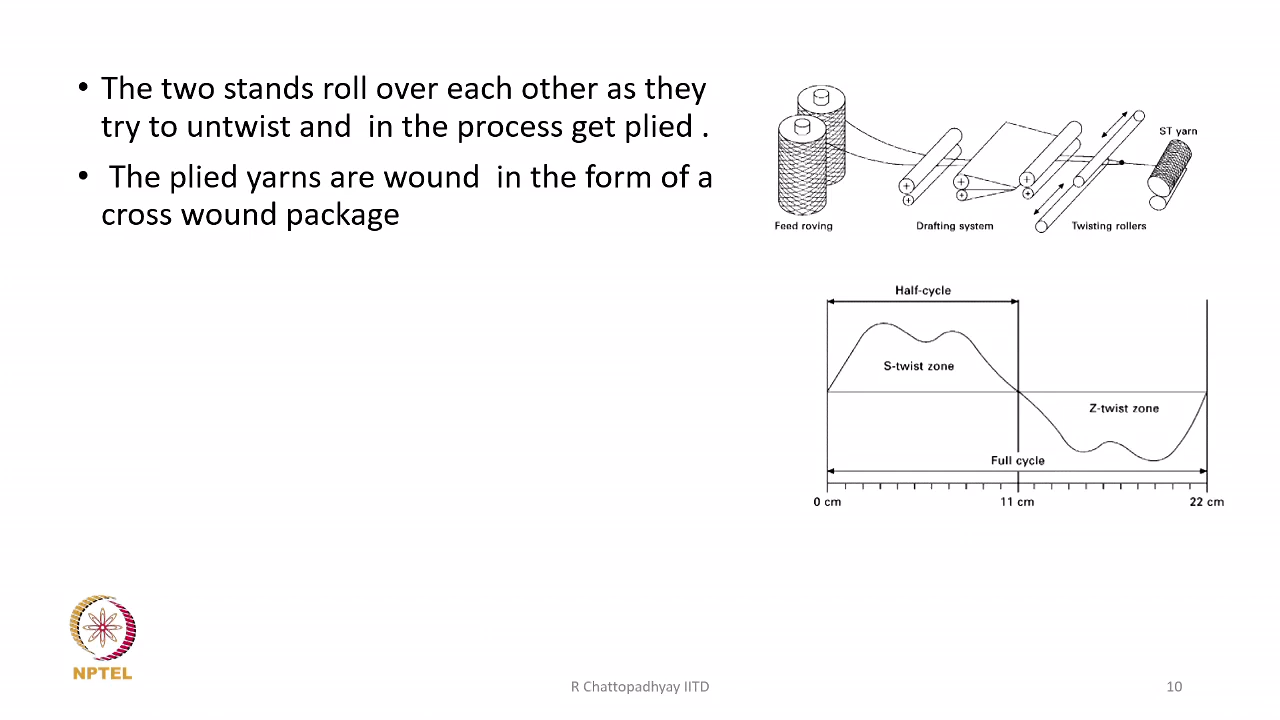 • The two stands roll over each other as they
try to untwist and  in the process get plied .
•  The plied yarns are wound  in the form of a
cross wound package
ST yarn
Feed roving
Drafting system
Twisting rollers
Half-cycle
S-twist zone
Z-twist zone
Full cycle
0 cm
11 cm
22 cm
NPTEL
R Chattopadhyay IITD
10